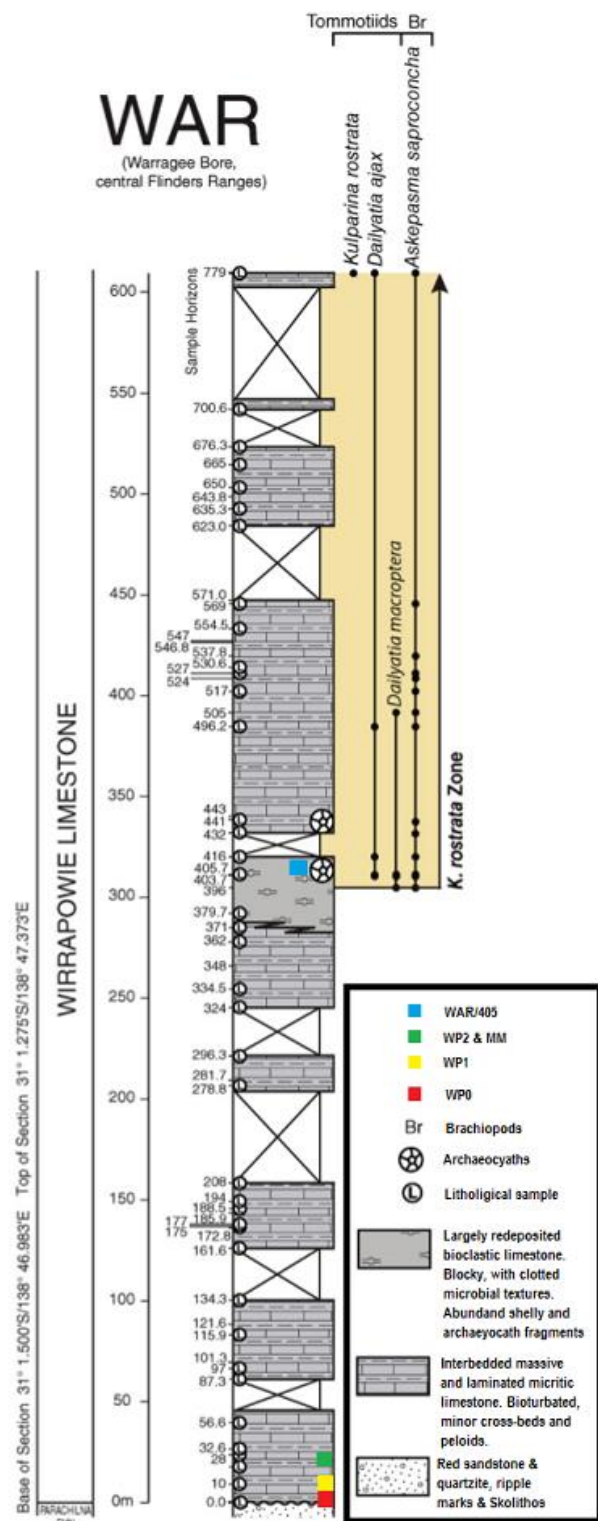 Tommotiids Br
WAR
(Warragee Bore,
central Flinders Ranges)
Kulparina rostrata
Dailyatia ajax
Askepasma saproconcha
Dailyatia macroptera
K. rostrata Zone
Sample Horizons
WIRRAPOWIE LIMESTONE
Base of Section 31° 1.500'S/138° 46.983'E Top of Section 31° 1.275'S/138° 47.373'E
PARACHILNA
600
550
500
450
400
350
300
250
200
150
100
50
0m
779
700.6
676.3
665
650
643.8
635.3
623.0
571.0
569
554.5
547
546.8
537.8
530.6
527
524
517
505
496.2
443
441
432
416
405.7
403.7
396
379.7
371
362
348
334.5
324
296.3
281.7
278.8
208
194
188.5
185.9
177
175
172.8
161.6
134.3
121.6
115.9
101.3
97
87.3
56.6
32.6
28
10
0.0
WAR/405
WP2 & MM
WP1
WP0
Br Brachiopods
Archaeocyaths
L Lithological sample
Largely redeposited
bioclastic limestone.
Blocky, with clotted
microbial textures.
Abundand shelly and
archaeyocath fragments
Interbedded massive
and laminated micritic
limestone. Bioturbated,
minor cross-beds and
peloids.
Red sandstone &
quartzite, ripple
marks & Skolithos